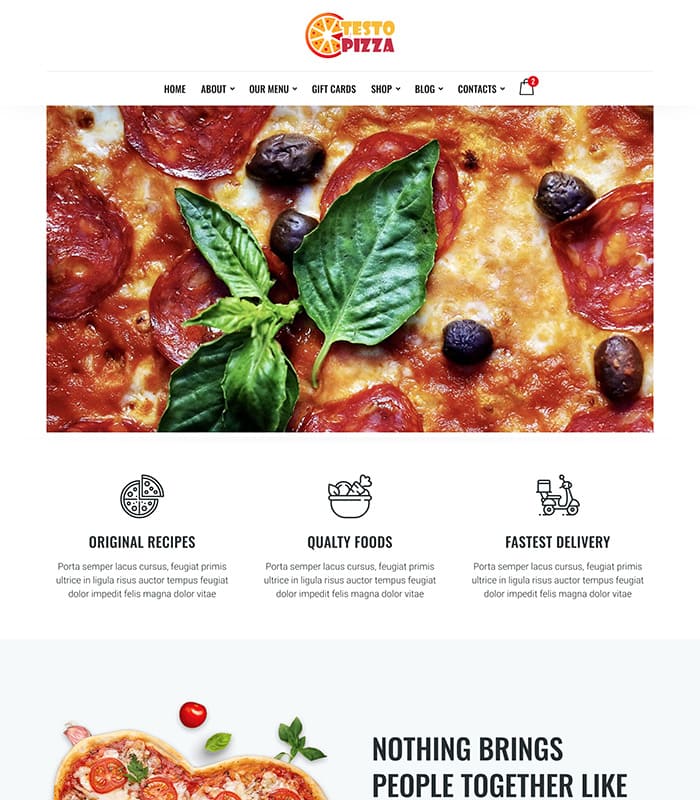 TESTO
PIZZA
HOME ABOUT OUR MENU GIFT CARDS SHOP BLOG CONTACTS 2
ORIGINAL RECIPES
Porta semper lacus cursus, feugiat primis
ultrice in ligula risus auctor tempus feugiat
dolor impedit felis magna dolor vitae
QUALTY FOODS
Porta semper lacus cursus, feugiat primis
ultrice in ligula risus auctor tempus feugiat
dolor impedit felis magna dolor vitae
FASTEST DELIVERY
Porta semper lacus cursus, feugiat primis
ultrice in ligula risus auctor tempus feugiat
dolor impedit felis magna dolor vitae
NOTHING BRINGS
PEOPLE TOGETHER LIKE